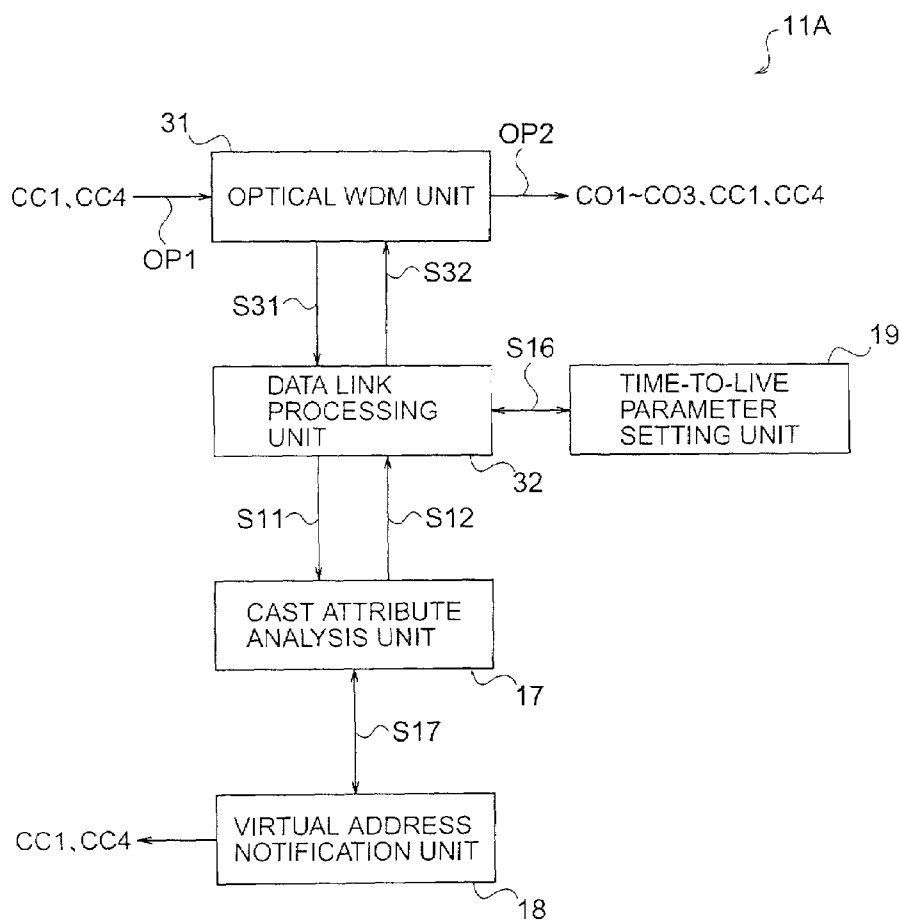 11A
31
OP2
CC1、CC4
OPTICAL WDM UNIT
CO1~CO3、CC1、CC4
OP1
S32
S31
19
S16
DATA LINK
PROCESSING
UNIT
TIME-TO-LIVE
PARAMETER
SETTING UNIT
32
S11
S12
CAST ATTRIBUTE
ANALYSIS UNIT
17
S17
CC1、CC4
VIRTUAL ADDRESS
NOTIFICATION UNIT
18